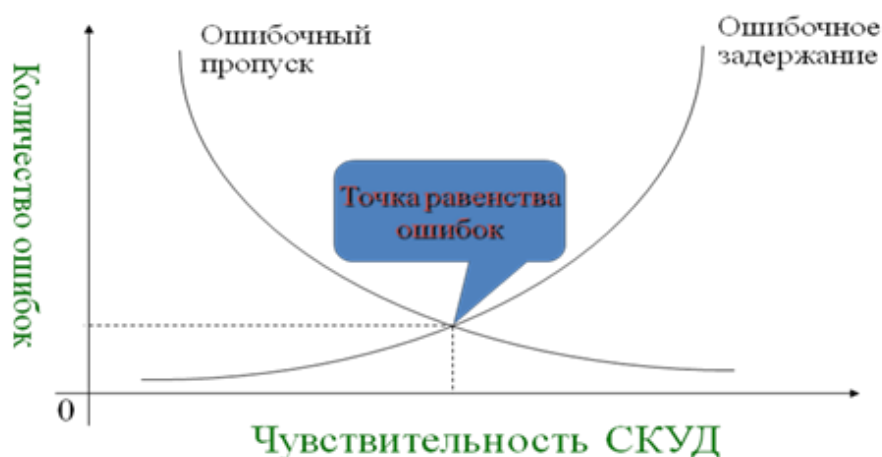 Ошибочный
пропуск
Ошибочное
задержание
Количество ошибок
Точка равенства
ошибок
0
Чувствительность СКУД